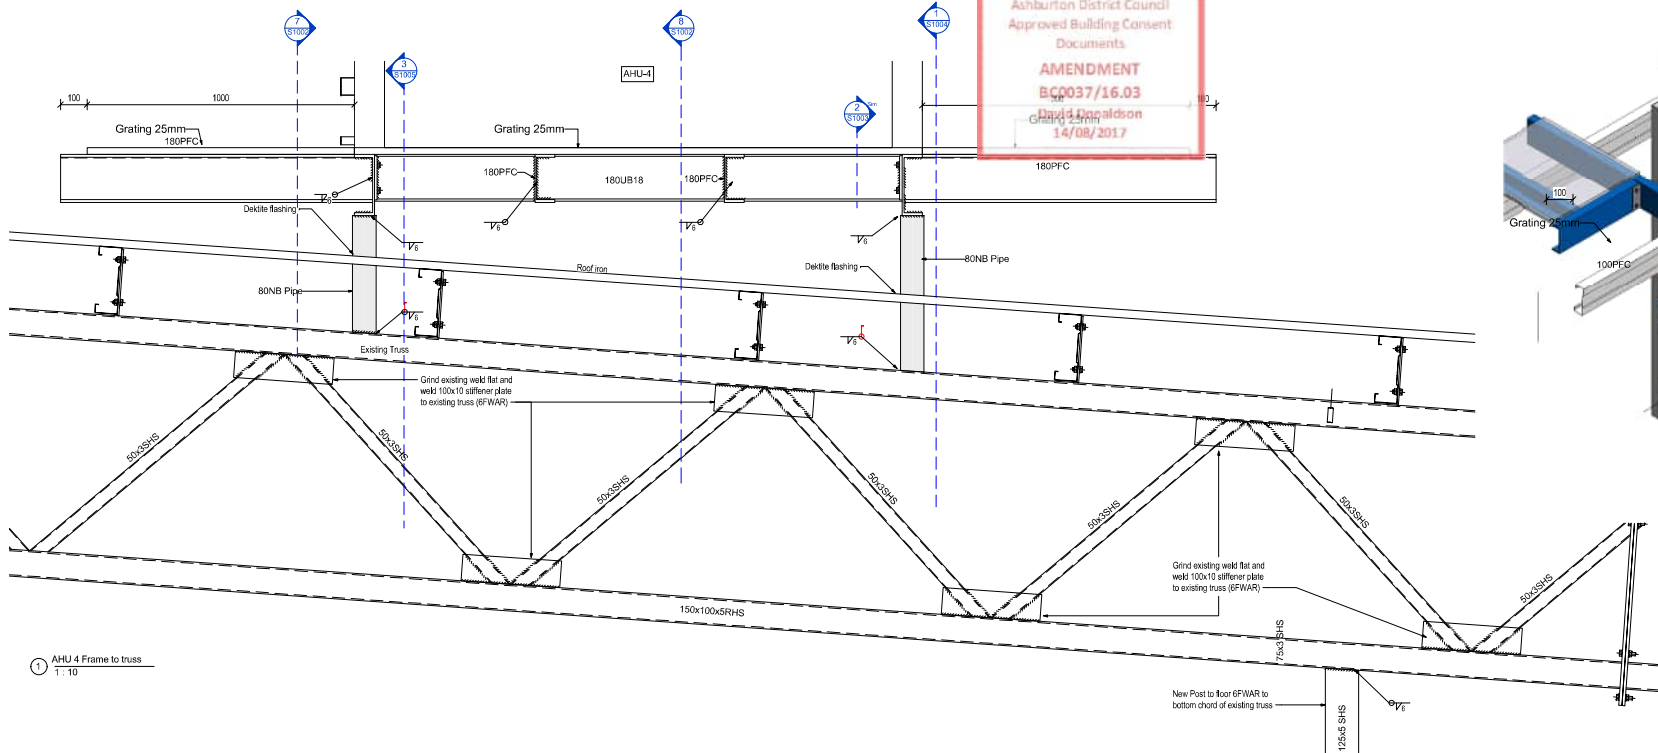 7
S1002
8
S1002
1
S1004
3
S1005
2
S1003
Sim
AHU-4
Ashburton District Council
Approved Building Consent
Documents
AMENDMENT
BC0037/16.03
David Donaldson
14/08/2017
100
1000
Grating 25mm
180PFC
Grating 25mm
Grating 25mm
180PFC
180PFC
180UB18
180PFC
6
6
6
Dektite flashing
6
6
80NB Pipe
Roof iron
Dektite flashing
80NB Pipe
6
6
Existing Truss
Grind existing weld flat and
weld 100x10 stiffener plate
to existing truss (6FWAR)
50x3SHS
50x3SHS
50x3SHS
50x3SHS
50x3SHS
50x3SHS
50x3SHS
Grind existing weld flat and
weld 100x10 stiffener plate
to existing truss (6FWAR)
150x100x5RHS
75x3 SHS
New Post to floor 6FWAR to
bottom chord of existing truss
125x5 SHS
6
1
AHU 4 Frame to truss
1 : 10
100
Grating 25mm
100PFC